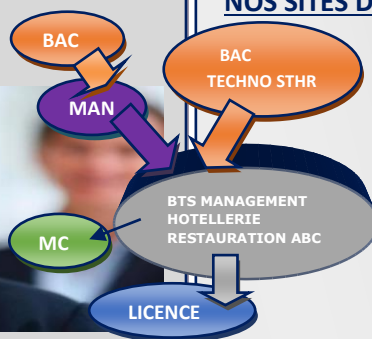 NOS SITES D
BAC
BAC
TECHNO STHR
MAN
BTS MANAGEMENT
HOTELLERIE
RESTAURATION ABC
MC
LICENCE